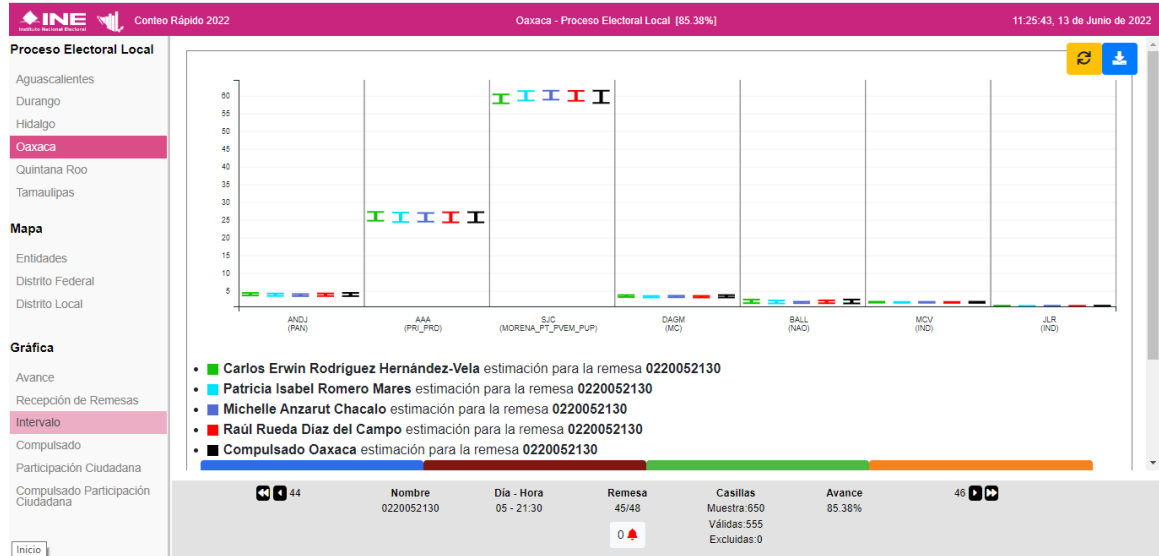 INE
Instituto Nacional Electoral
Conteo Rápido 2022
Oaxaca - Proceso Electoral Local [85.38%]
11:25:43, 13 de Junio de 2022
Proceso Electoral Local
Aguascalientes
Durango
Hidalgo
Oaxaca
Quintana Roo
Tamaulipas
Mapa
Entidades
Distrito Federal
Distrito Local
Gráfica
Avance
Recepción de Remesas
Intervalo
Compulsado
Participación Ciudadana
Compulsado Participación
Ciudadana
Inicio
60
55
50
45
40
35
30
25
20
15
10
5
ANDJ
(PAN)
AAA
(PRI_PRD)
SJC
(MORENA_PT_PVEM_PUP)
DAGM
(MC)
BALL
(NAO)
MCV
(IND)
JLR
(IND)
Carlos Erwin Rodríguez Hernández-Vela estimación para la remesa 0220052130
Patricia Isabel Romero Mares estimación para la remesa 0220052130
Michelle Anzarut Chacalo estimación para la remesa 0220052130
Raúl Rueda Diaz del Campo estimación para la remesa 0220052130
Compulsado Oaxaca estimación para la remesa 0220052130
44
Nombre
0220052130
Día - Hora
05 - 21:30
Remesa
45/48
0
Casillas
Muestra:650
Válidas:555
Excluidas:0
Avance
85.38%
46